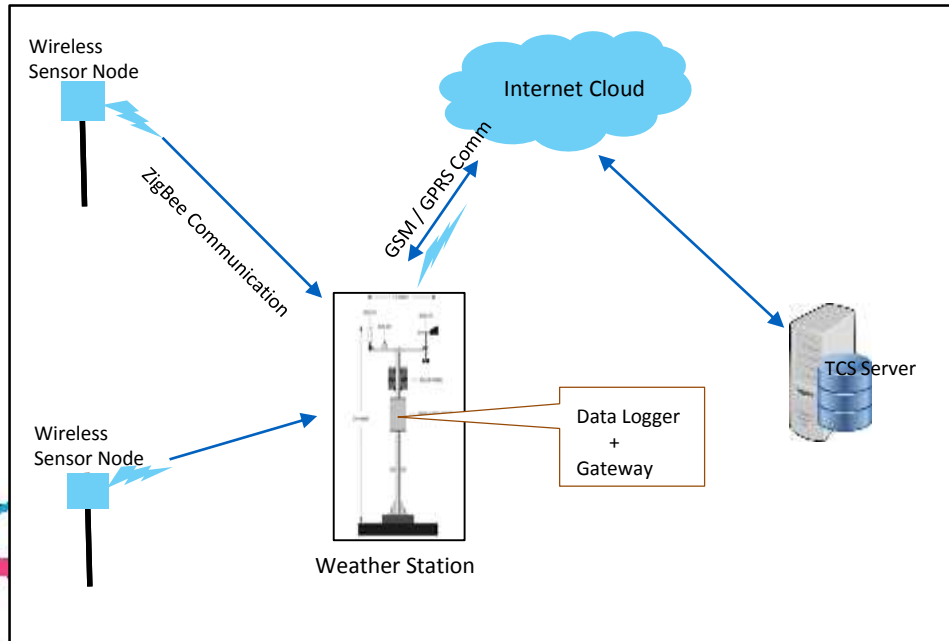 Wireless
Sensor Node
Internet Cloud
GSM / GPRS Comm
ZigBee Communication
TCS Server
Data Logger
+
Gateway
Wireless
Sensor Node
Weather Station